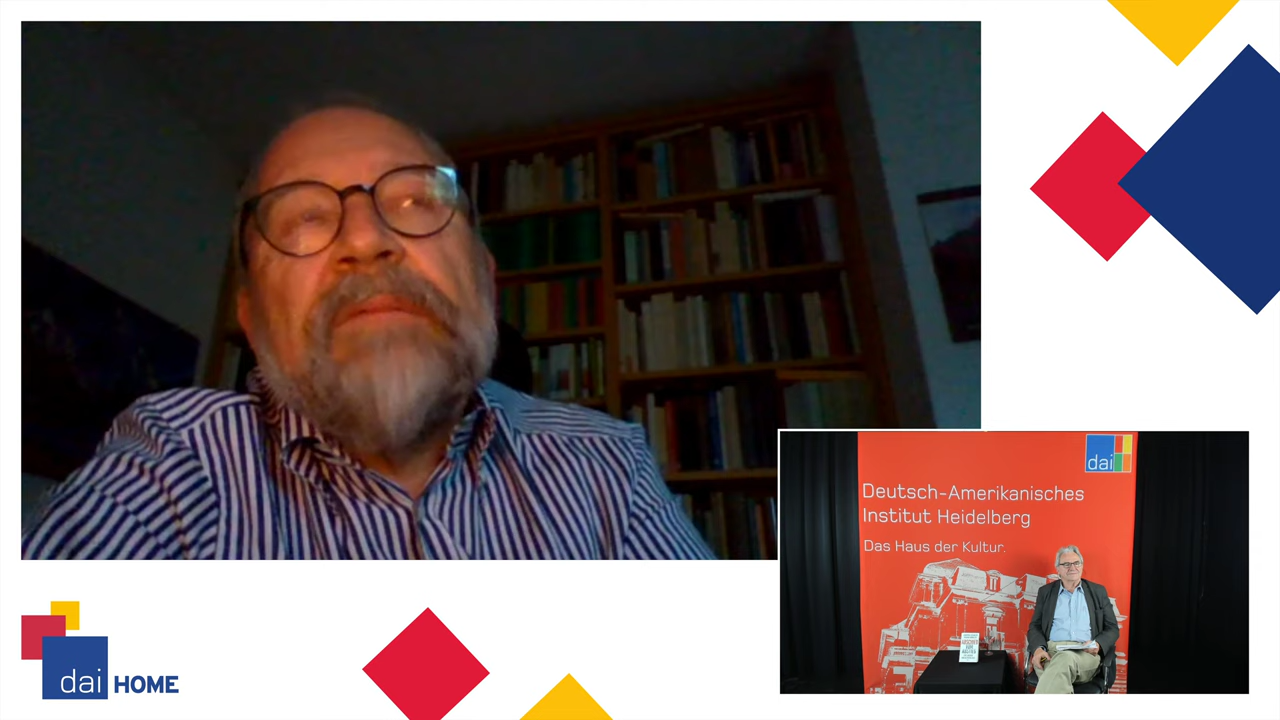 dai
Deutsch-Amerikanisches
Institut Heidelberg
Das Haus der Kultur.
dai HOME